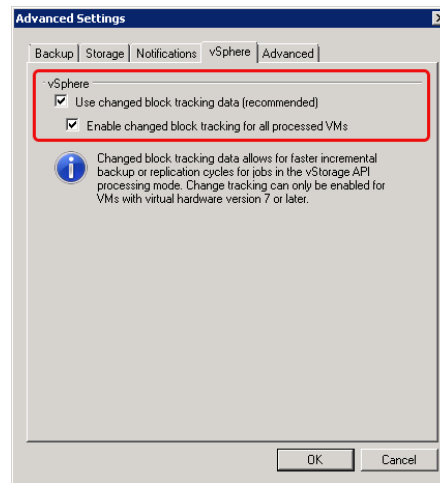 Advanced Settings
Backup
Storage
Notifications
vSphere
Advanced
vSphere
Use changed block tracking data (recommended)
Enable changed block tracking for all processed VMs
Changed block tracking data allows for faster incremental
backup or replication cycles for jobs in the vStorage API
processing mode. Change tracking can only be enabled for
VMs with virtual hardware version 7 or later.
OK
Cancel